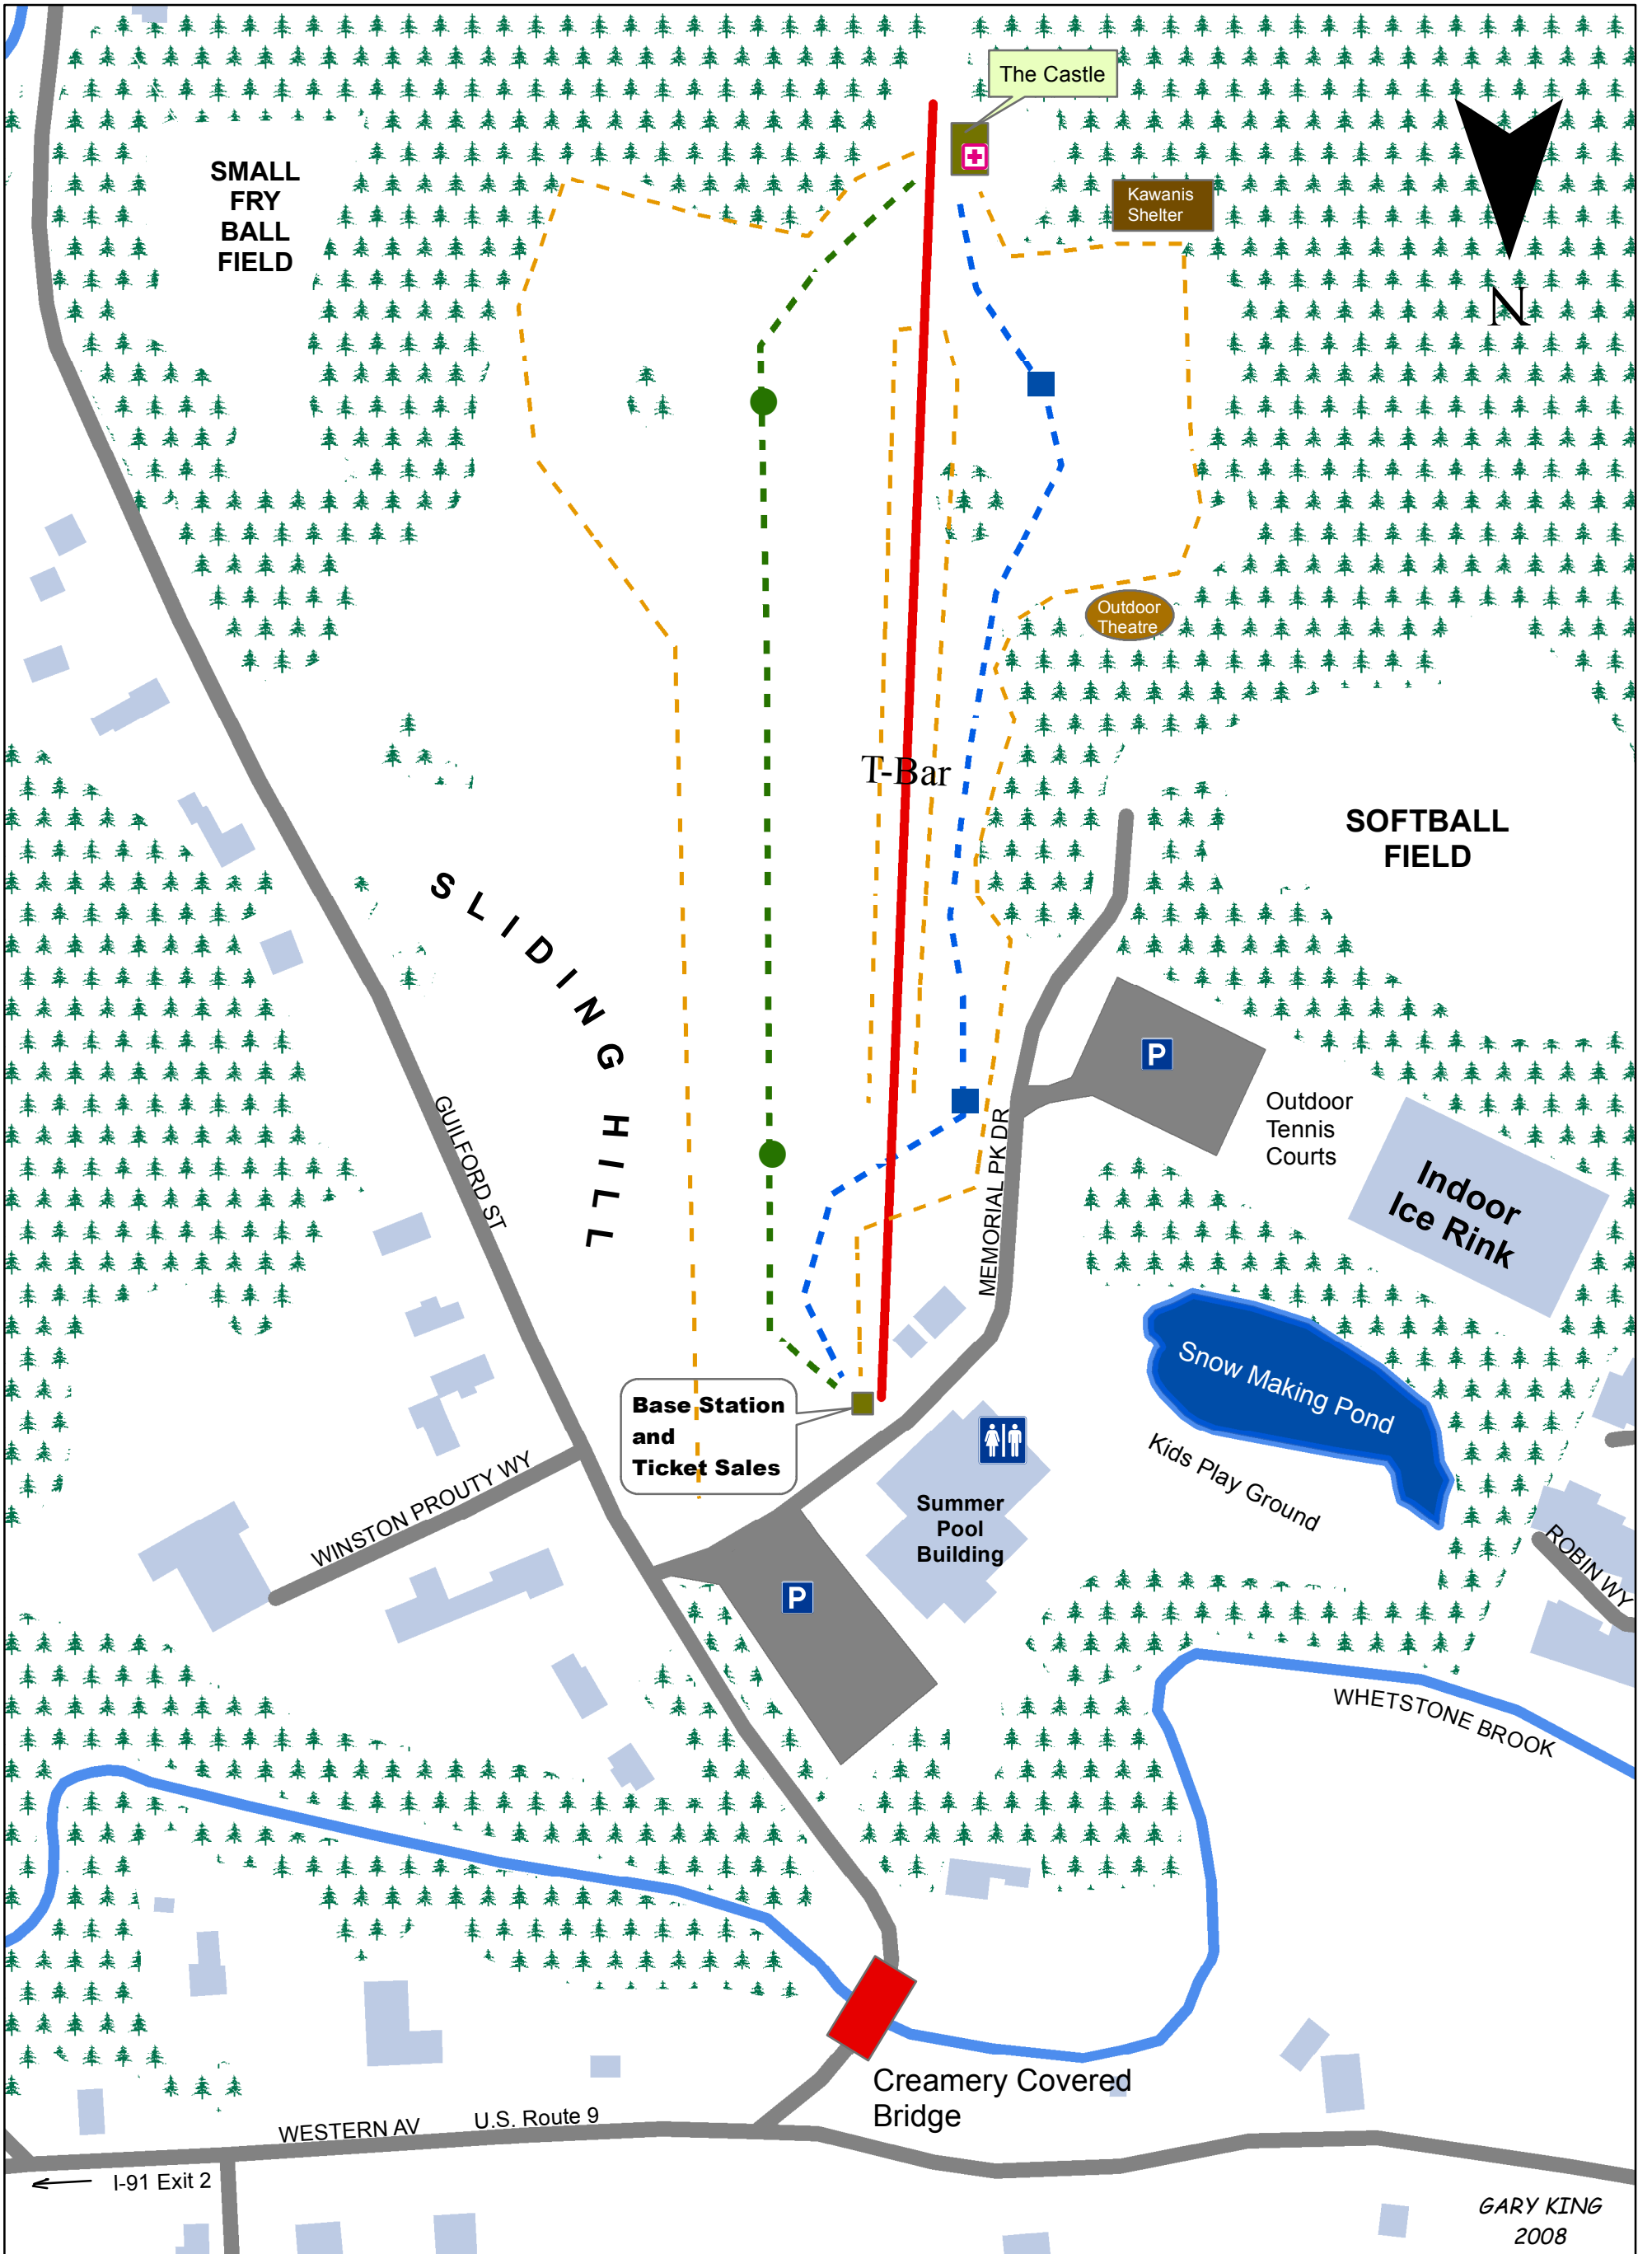 The Castle
SMALL
FRY
BALL
FIELD
Kawanis
Shelter
N
Outdoor
Theatre
T-Bar
SOFTBALL
FIELD
SLIDING HILL
P
GUILFORD ST
MEMORIAL PK DR
Outdoor
Tennis
Courts
Indoor
Ice Rink
Snow Making Pond
Base Station
and
Ticket Sales
Kids Play Ground
WINSTON PROUTY WY
Summer
Pool
Building
ROBIN WY
P
WHETSTONE BROOK
Creamery Covered
Bridge
WESTERN AV
U.S. Route 9
I-91 Exit 2
GARY KING
2008